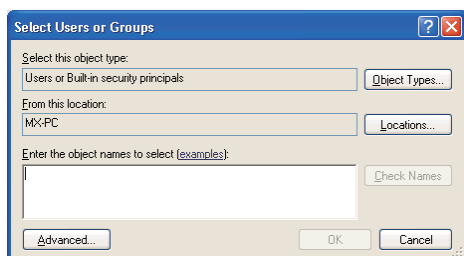 Select Users or Groups
Select this object type:
Users or Built-in security principals
Object Types...
From this location:
MX-PC
Locations...
Enter the object names to select (examples):
Check Names
Advanced...
OK
Cancel